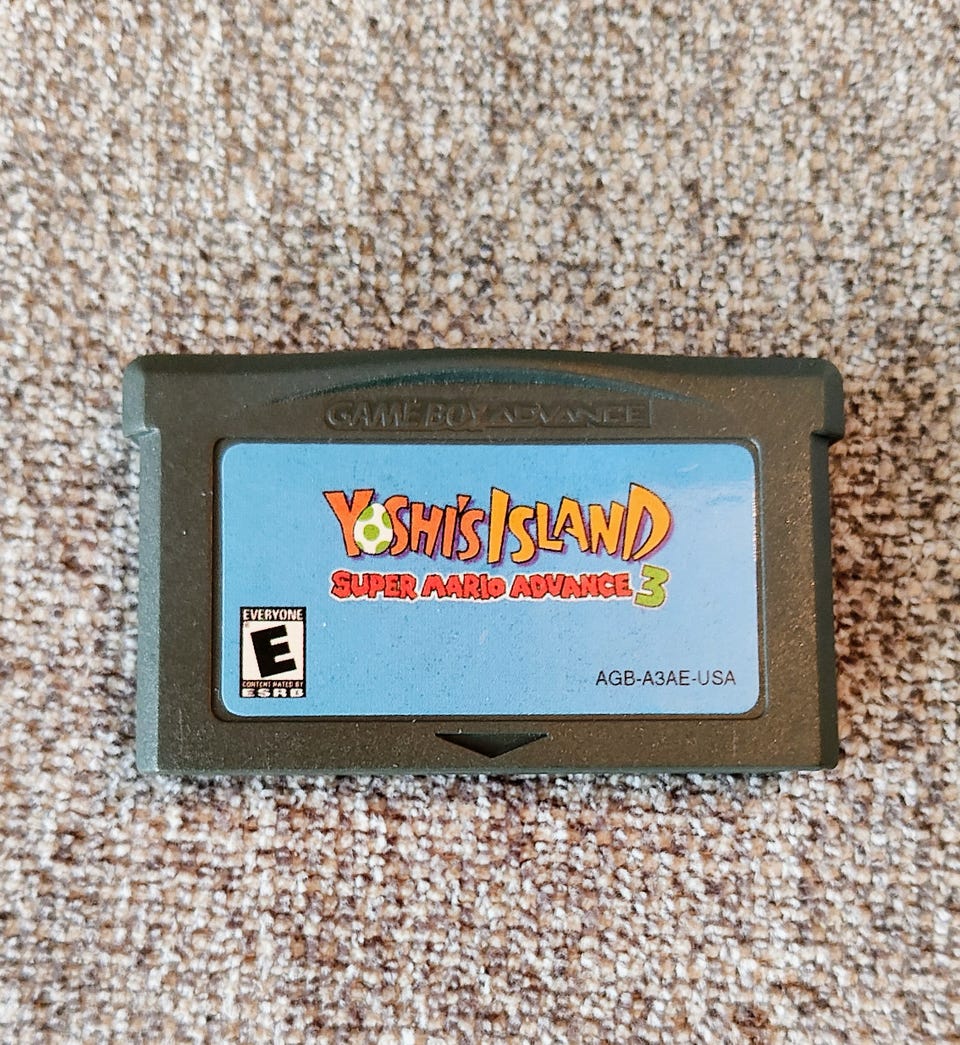 GAME BOY ADVANCE
YOSHI'S ISLAND
SUPER MARIO ADVANCE 3
EVERYONE
E
CONTENT RATED BY
ESRB
AGB-A3AE-USA